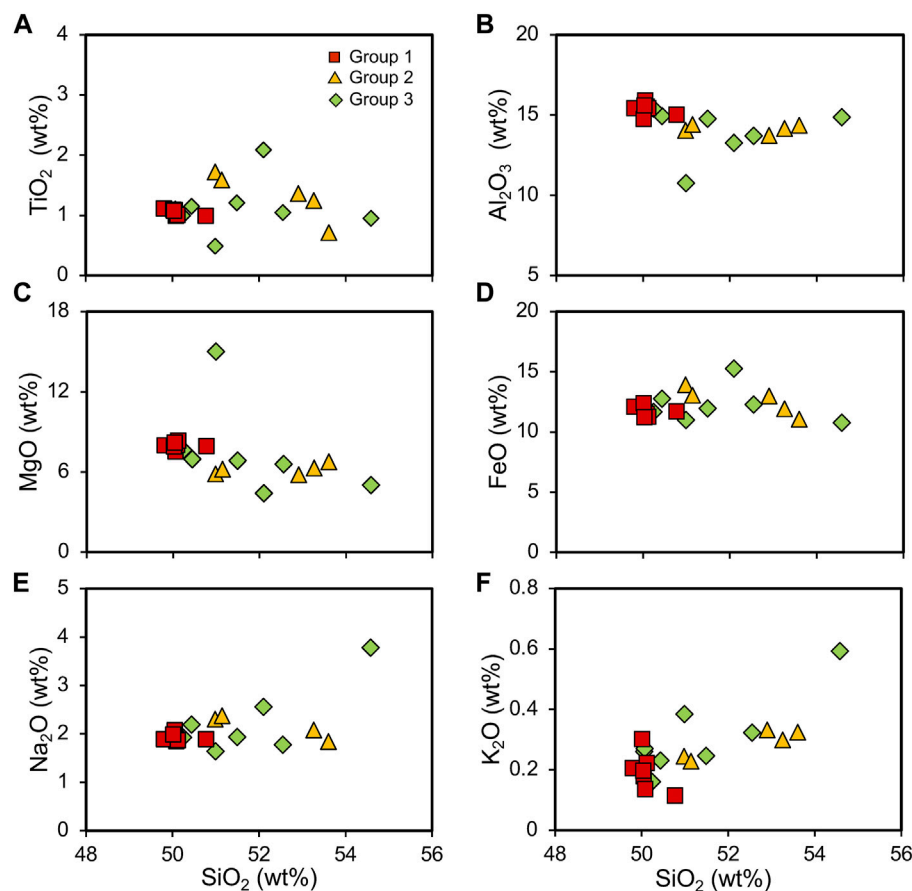 A
TiO₂ (wt%)
4
3
2
1
0
Group 1
Group 2
Group 3
B
Al₂O₃ (wt%)
20
15
10
5
C
MgO (wt%)
18
12
6
0
D
FeO (wt%)
20
15
10
5
0
E
Na₂O (wt%)
5
4
3
2
1
0
48 50 52 54 56
SiO₂ (wt%)
F
K₂O (wt%)
0.8
0.6
0.4
0.2
0
48 50 52 54 56
SiO₂ (wt%)